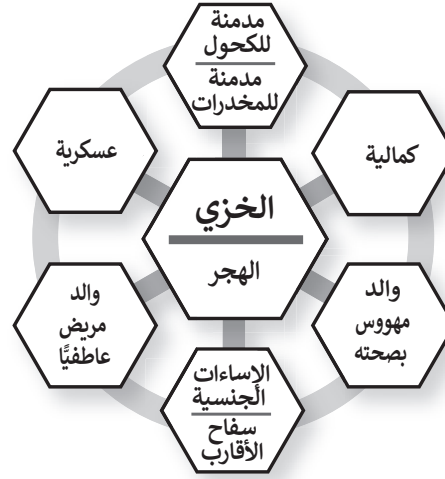 مدمنة
للكحول
مدمنة
للمخدرات
كمالية
عسكرية
الخزي
الهجر
والد
مهووس
بصحته
والد
مريض
عاطفيًا
الإساءات
الجنسية
سفاح
الأقارب